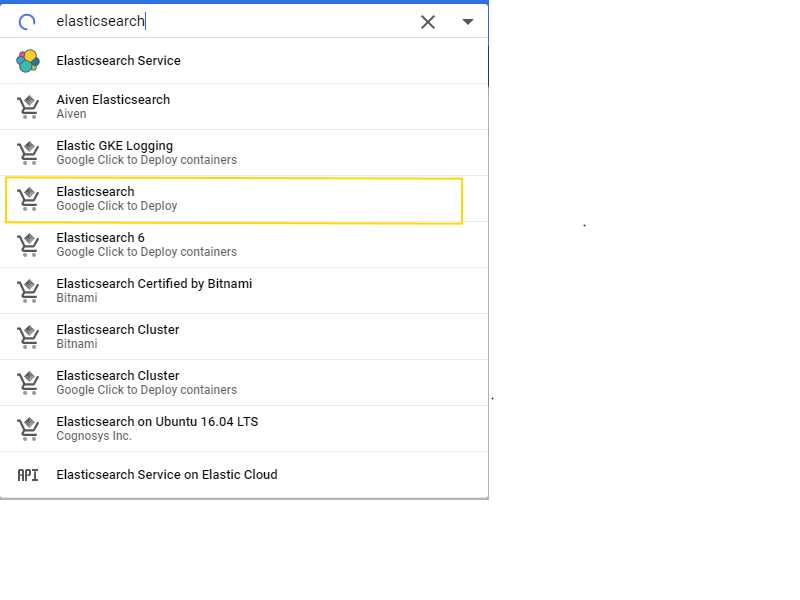 elasticsearch
Elasticsearch Service
Aiven Elasticsearch
Aiven
Elastic GKE Logging
Google Click to Deploy containers
Elasticsearch
Google Click to Deploy
Elasticsearch 6
Google Click to Deploy containers
Elasticsearch Certified by Bitnami
Bitnami
Elasticsearch Cluster
Bitnami
Elasticsearch Cluster
Google Click to Deploy containers
Elasticsearch on Ubuntu 16.04 LTS
Cognosys Inc.
API Elasticsearch Service on Elastic Cloud